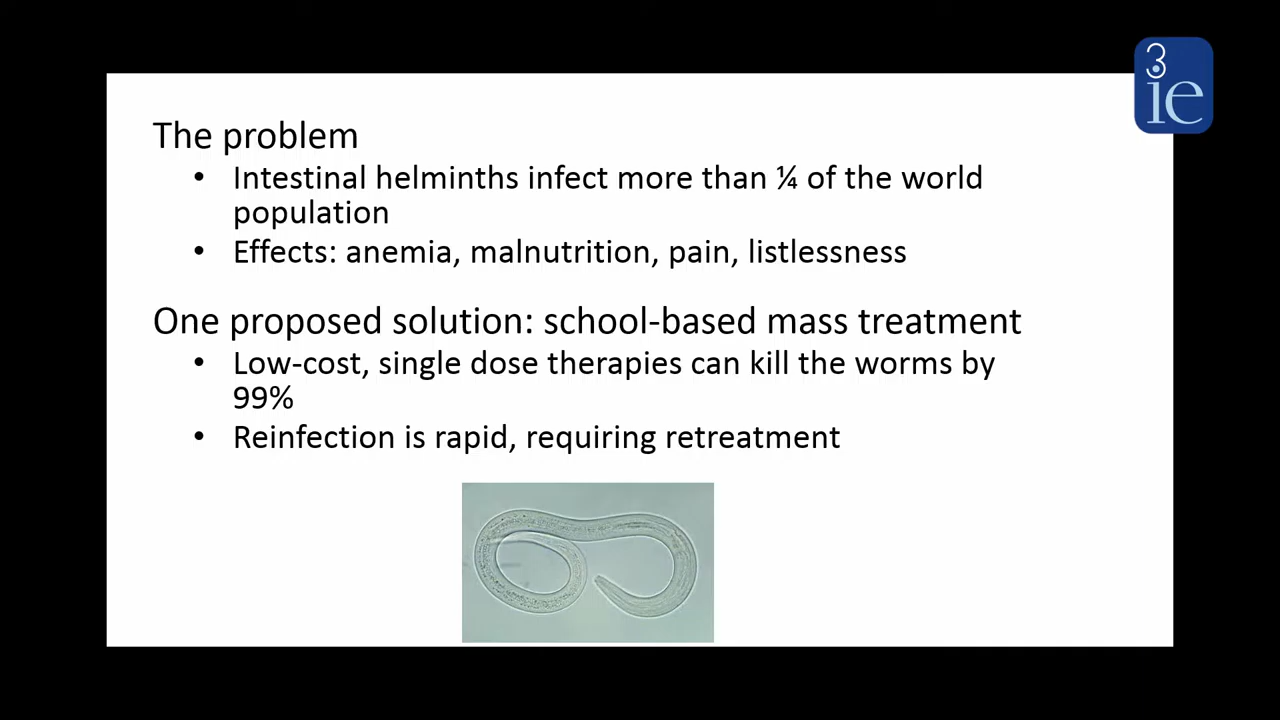 3
ie
The problem
• Intestinal helminths infect more than ¼ of the world
population
• Effects: anemia, malnutrition, pain, listlessness
One proposed solution: school-based mass treatment
• Low-cost, single dose therapies can kill the worms by
99%
• Reinfection is rapid, requiring retreatment